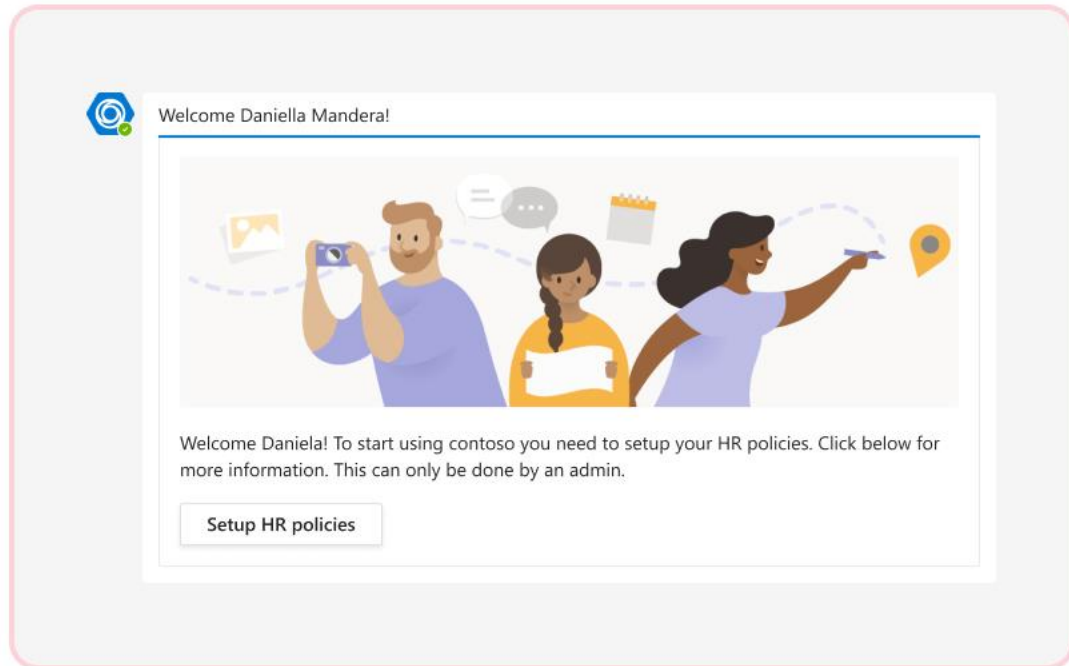 Welcome Daniella Mandera!
Welcome Daniela! To start using contoso you need to setup your HR policies. Click below for
more information. This can only be done by an admin.
Setup HR policies